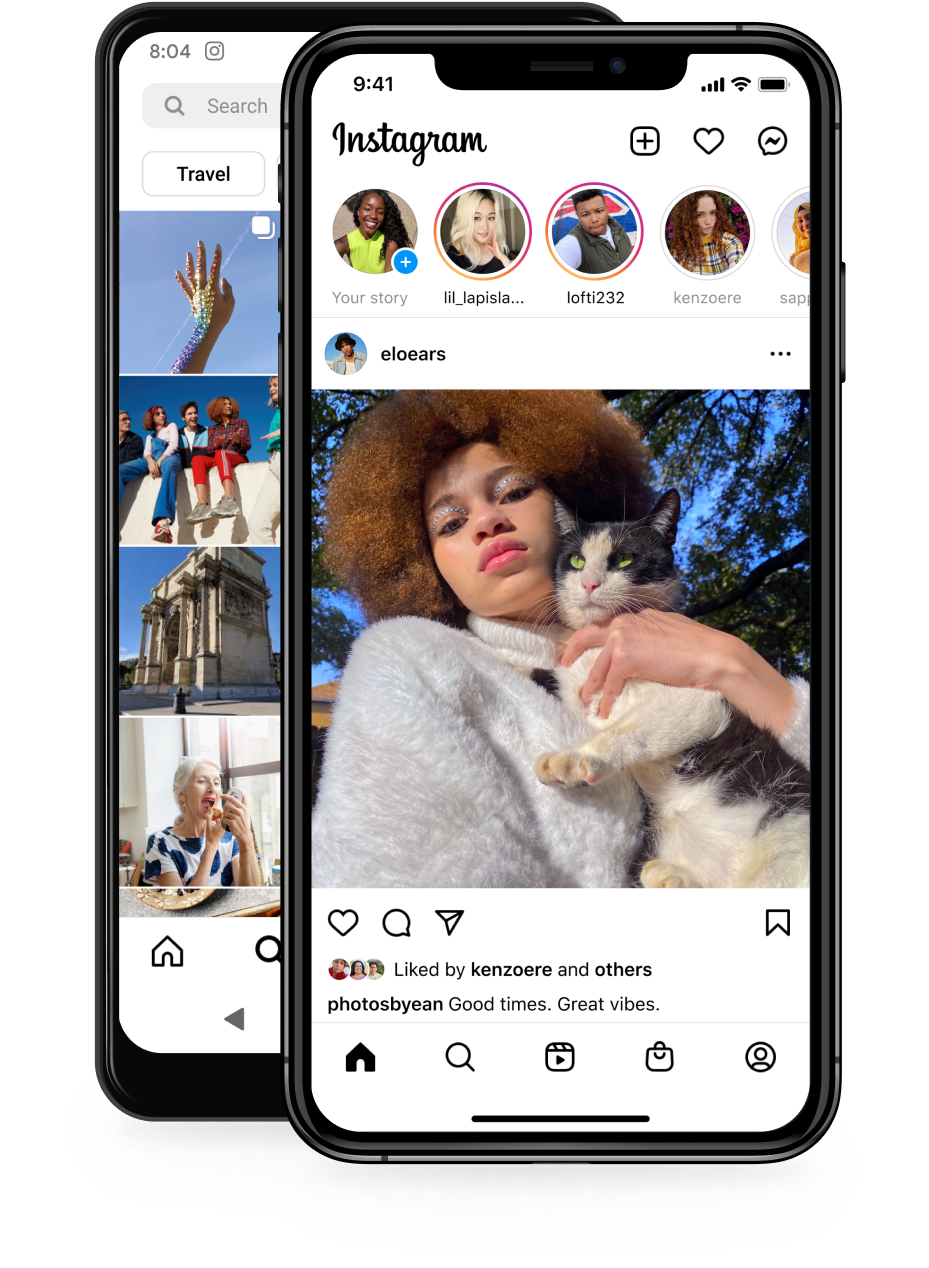 8:04
Search
Travel
9:41
Instagram
Your story
lil_lapisla...
lofti232
kenzoere
eloears
Liked by kenzoere and others
photosbyean Good times. Great vibes.